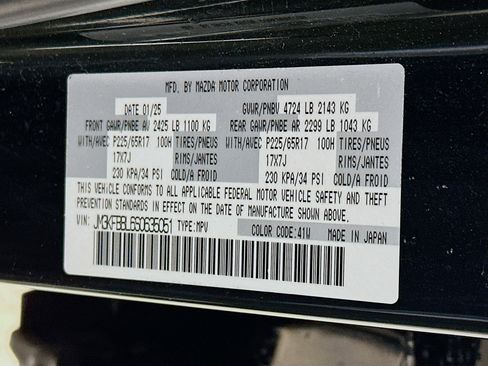 MFD. BY MAZDA MOTOR CORPORATION
DATE 01/25 GVWR/PNBV 4724 LB 2143 KG
FRONT GAWR/PNBE AV 2425 LB 1100 KG REAR GAWR/PNBE AR 2299 LB 1043 KG
WITH/AVEC P225/65R17 100H TIRES/PNEUS WITH/AVEC P225/65R17 100H TIRES/PNEUS
17X7J RIMS/JANTES 17X7J RIMS/JANTES
230 KPA/34 PSI COLD/A FROID 230 KPA/34 PSI COLD/A FROID
THIS VEHICLE CONFORMS TO ALL APPLICABLE FEDERAL MOTOR VEHICLE SAFETY AND THEFT
PREVENTION STANDARDS IN EFFECT ON THE DATE OF MANUFACTURE SHOWN ABOVE.
VIN: JM3KFBBL6S0635051 TYPE:MPV COLOR CODE:41W MADE IN JAPAN